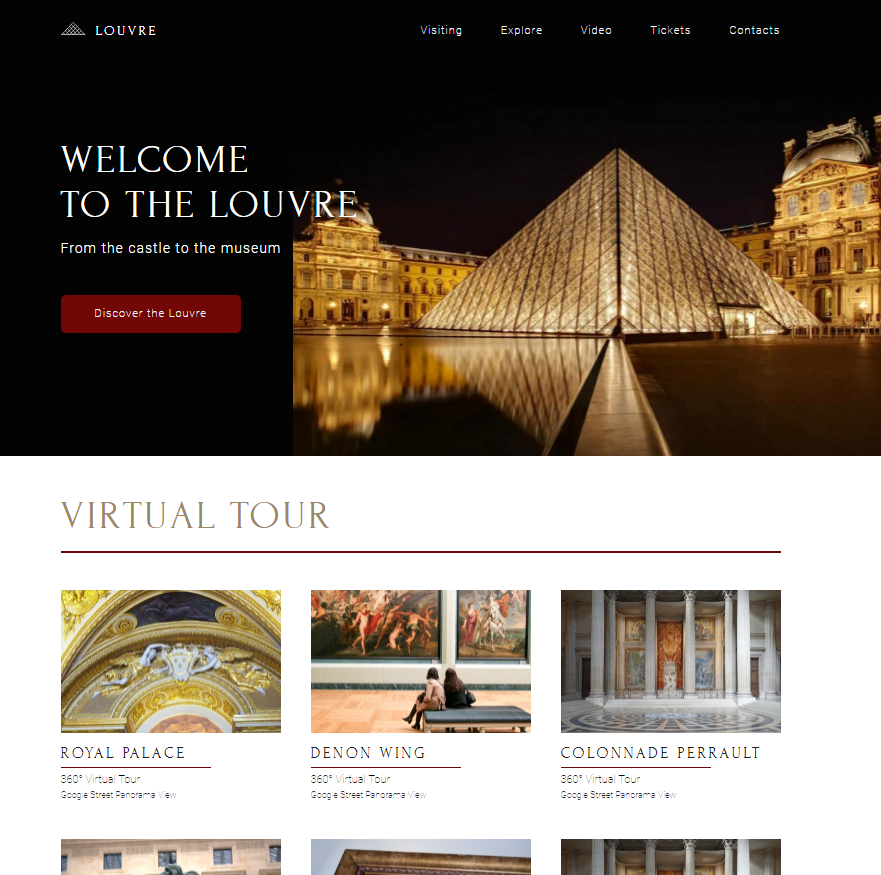 LOUVRE
Visiting Explore Video Tickets Contacts
WELCOME
TO THE LOUVRE
From the castle to the museum
Discover the Louvre
VIRTUAL TOUR
ROYAL PALACE
360° Virtual Tour
Google Street Panorama View
DENON WING
360° Virtual Tour
Google Street Panorama View
COLONNADE PERRAULT
360° Virtual Tour
Google Street Panorama View